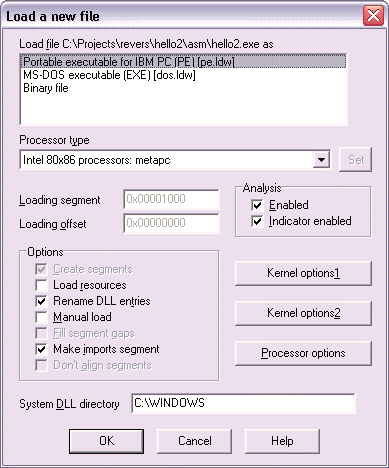 Load a new file
Load file C:\Projects\revers\hello2\asm\hello2.exe as
Portable executable for IBM PC (PE) [pe.ldw]
MS-DOS executable (EXE) [dos.ldw]
Binary file
Processor type
Intel 80x86 processors: metapc
Set
Loading segment 0x00001000
Loading offset 0x00000000
Analysis
Enabled
Indicator enabled
Options
Create segments
Load resources
Rename DLL entries
Manual load
Fill segment gaps
Make imports segment
Don't align segments
Kernel options1
Kernel options2
Processor options
System DLL directory C:\WINDOWS
OK Cancel Help